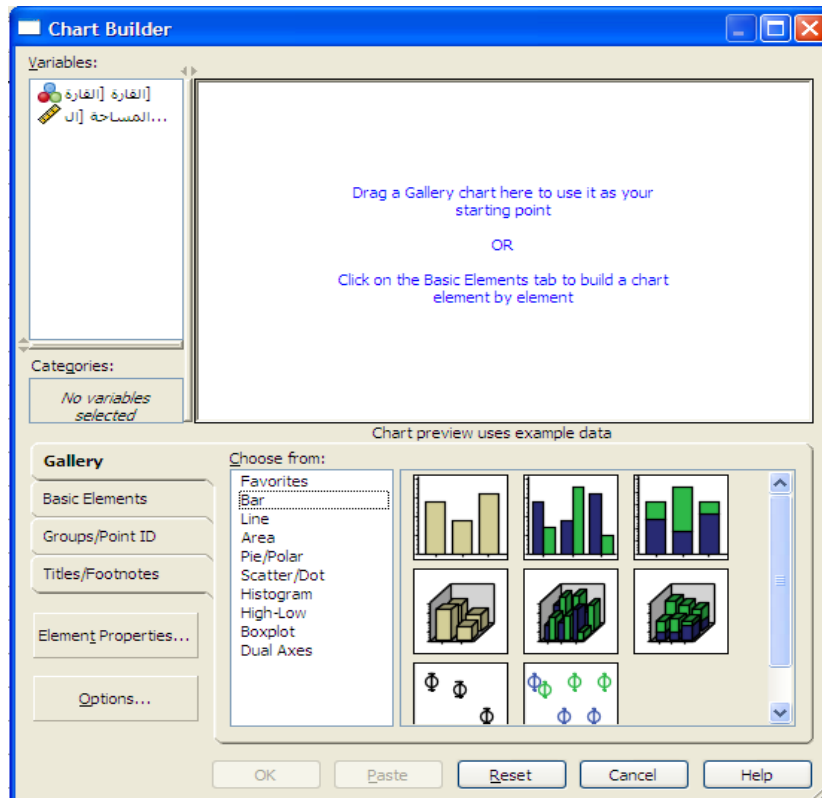 Chart Builder
Variables:
القارة [القارة]
المساحة [ال...
Drag a Gallery chart here to use it as your
starting point
OR
Click on the Basic Elements tab to build a chart
element by element
Categories:
No variables
selected
Chart preview uses example data
Gallery
Basic Elements
Groups/Point ID
Titles/Footnotes
Element Properties...
Options...
Choose from:
Favorites
Bar
Line
Area
Pie/Polar
Scatter/Dot
Histogram
High-Low
Boxplot
Dual Axes
OK
Paste
Reset
Cancel
Help